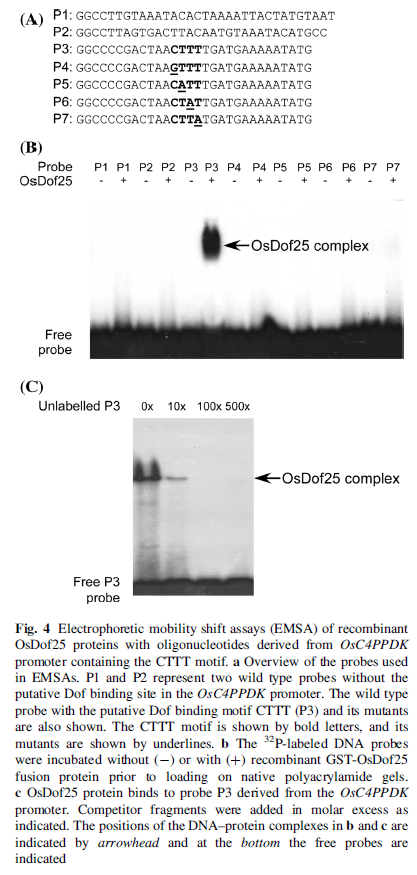 (A)
P1: GGCCTTGTAAATACACTAAAATTACTATGTAAT
P2: GGCCTTAGTGACTTACAATGTAAATACATGCC
P3: GGCCCCGACTAACTTTTGATGAAAAATATG
P4: GGCCCCGACTAAGTTTTGATGAAAAATATG
P5: GGCCCCGACTAACATTTGATGAAAAATATG
P6: GGCCCCGACTAACTATTGATGAAAAATATG
P7: GGCCCCGACTAACTTATGATGAAAAATATG
(B)
Probe P1 P1 P2 P2 P3 P3 P4 P4 P5 P5 P6 P6 P7 P7
OsDof25 - + - + - + - + - + - + - +
OsDof25 complex
Free
probe
(C)
Unlabelled P3 0x 10x 100x 500x
OsDof25 complex
Free P3
probe
Fig. 4 Electrophoretic mobility shift assays (EMSA) of recombinant
OsDof25 proteins with oligonucleotides derived from OsC4PPDK
promoter containing the CTTT motif. a Overview of the probes used
in EMSAs. P1 and P2 represent two wild type probes without the
putative Dof binding site in the OsC4PPDK promoter. The wild type
probe with the putative Dof binding motif CTTT (P3) and its mutants
are also shown. The CTTT motif is shown by bold letters, and its
mutants are shown by underlines. b The 32P-labeled DNA probes
were incubated without (−) or with (+) recombinant GST-OsDof25
fusion protein prior to loading on native polyacrylamide gels.
c OsDof25 protein binds to probe P3 derived from the OsC4PPDK
promoter. Competitor fragments were added in molar excess as
indicated. The positions of the DNA–protein complexes in b and c are
indicated by arrowhead and at the bottom the free probes are
indicated